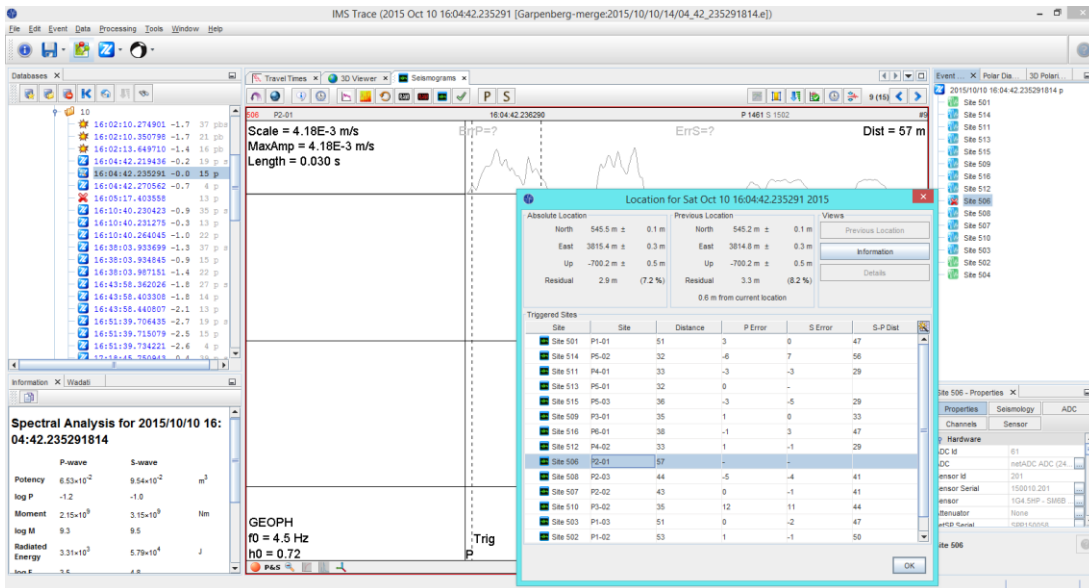 IMS Trace (2015 Oct 10 16:04:42.235291 [Garpenberg-merge:2015/10/10/14/04_42_235291814.e])
File Edit Event Data Processing Tools Window Help
Databases
10
16:02:10.274901 -1.7 37 pbs
16:02:10.350798 -1.7 21 pb
16:02:13.649710 -1.4 16 pb
16:04:42.219436 -0.2 19 p s
16:04:42.235291 -0.0 15 p
16:04:42.270562 -0.7 4 p
16:05:17.403558 13 p
16:10:40.230423 -0.9 35 p s
16:10:40.231275 -0.3 13 p
16:10:40.264045 -1.0 22 p
16:38:03.933699 -1.3 37 p s
16:38:03.934845 -0.9 15 p
16:38:03.987151 -1.4 22 p
16:43:58.362026 -1.8 27 p s
16:43:58.403308 -1.8 14 p
16:43:58.440807 -2.1 13 p
16:51:39.706435 -2.7 19 p s
16:51:39.715079 -2.5 15 p
16:51:39.734221 -2.6 4 p
Information Wadati
Spectral Analysis for 2015/10/10 16:
04:42.235291814
P-wave S-wave
Potency 6.53×10⁻² 9.54×10⁻² m³
log P -1.2 -1.0
Moment 2.15×10⁹ 3.15×10⁹ Nm
log M 9.3 9.5
Radiated
Energy 3.31×10³ 5.79×10⁴ J
Travel Times 3D Viewer Seismograms
P S 9 (15)
506 P2-01 16:04:42.236290 P 1461 S 1502 #9
Scale = 4.18E-3 m/s ErrP=? ErrS=? Dist = 57 m
MaxAmp = 4.18E-3 m/s
Length = 0.030 s
GEOPH
f0 = 4.5 Hz Trig
h0 = 0.72 P
P&S
Location for Sat Oct 10 16:04:42.235291 2015
Absolute Location Previous Location Views
North 545.5 m ± 0.1 m North 545.2 m ± 0.1 m Previous Location
East 3815.4 m ± 0.3 m East 3814.8 m ± 0.3 m Information
Up -700.2 m ± 0.5 m Up -700.2 m ± 0.5 m Details
Residual 2.9 m (7.2 %) Residual 3.3 m (8.2 %)
0.6 m from current location
Triggered Sites
Site Site Distance P Error S Error S-P Dist
Site 501 P1-01 51 3 0 47
Site 514 P5-02 32 -6 7 56
Site 511 P4-01 33 -3 -3 29
Site 513 P5-01 32 0 -
Site 515 P5-03 36 -3 -5 29
Site 509 P3-01 35 1 0 33
Site 516 P6-01 38 -1 3 47
Site 512 P4-02 33 1 -1 29
Site 506 P2-01 57 - -
Site 508 P2-03 44 -5 -4 41
Site 507 P2-02 43 0 -1 41
Site 510 P3-02 35 12 11 44
Site 503 P1-03 51 0 -2 47
Site 502 P1-02 53 1 -1 50
OK
Event ... Polar Dia... 3D Polari...
2015/10/10 16:04:42.235291814 p
Site 501
Site 514
Site 511
Site 513
Site 515
Site 509
Site 516
Site 512
Site 506
Site 508
Site 507
Site 510
Site 503
Site 502
Site 504
Site 506 - Properties
Properties Seismology ADC
Channels Sensor
Hardware
ADC Id 61
ADC netADC ADC (24...
Sensor Id 201
Sensor Serial 150010.201
Sensor 1G4.5HP - SM6B
Attenuator None
Site 506